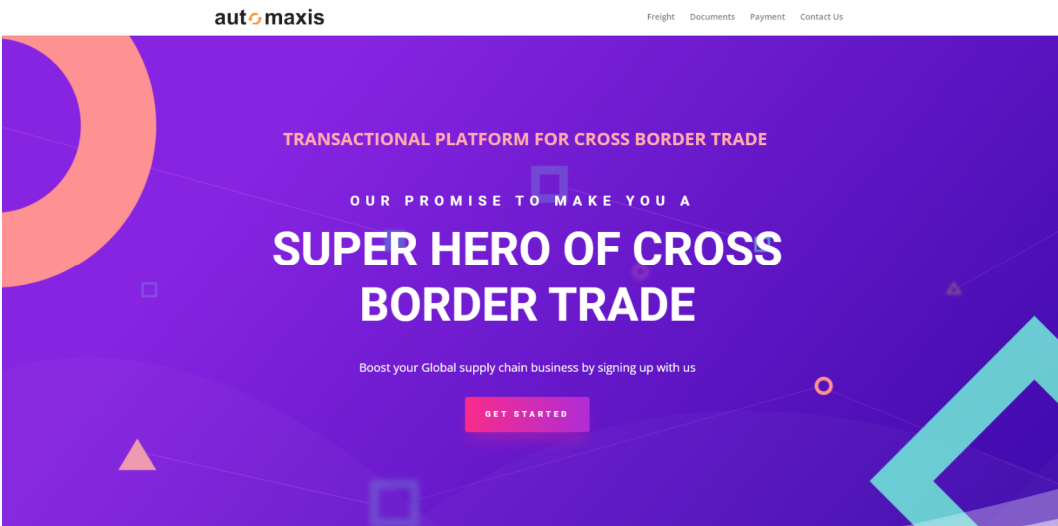 automaxis
Freight Documents Payment Contact Us
TRANSACTIONAL PLATFORM FOR CROSS BORDER TRADE
OUR PROMISE TO MAKE YOU A
SUPER HERO OF CROSS
BORDER TRADE
Boost your Global supply chain business by signing up with us
GET STARTED